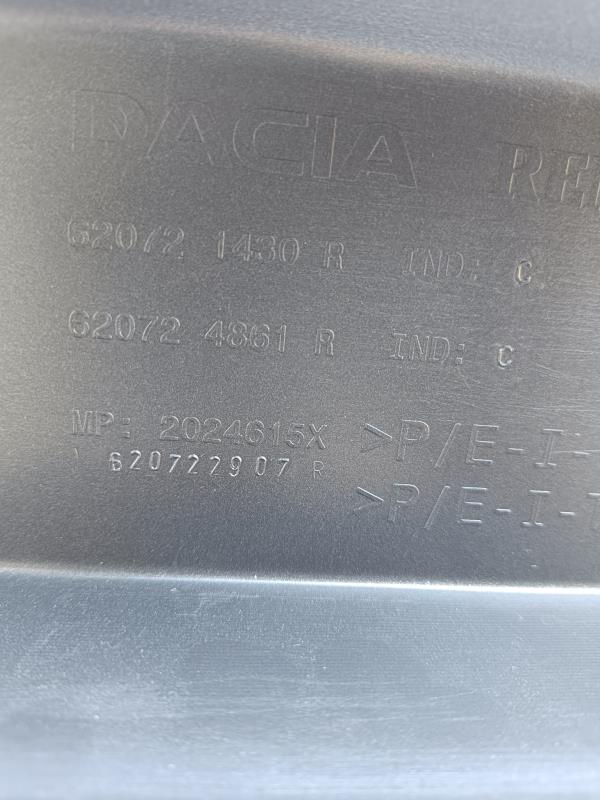 DACIA
62072 1430 R IND: C
62072 4861 R IND: C
MP: 2024615X >P/E-I-
620722907 R >P/E-I-